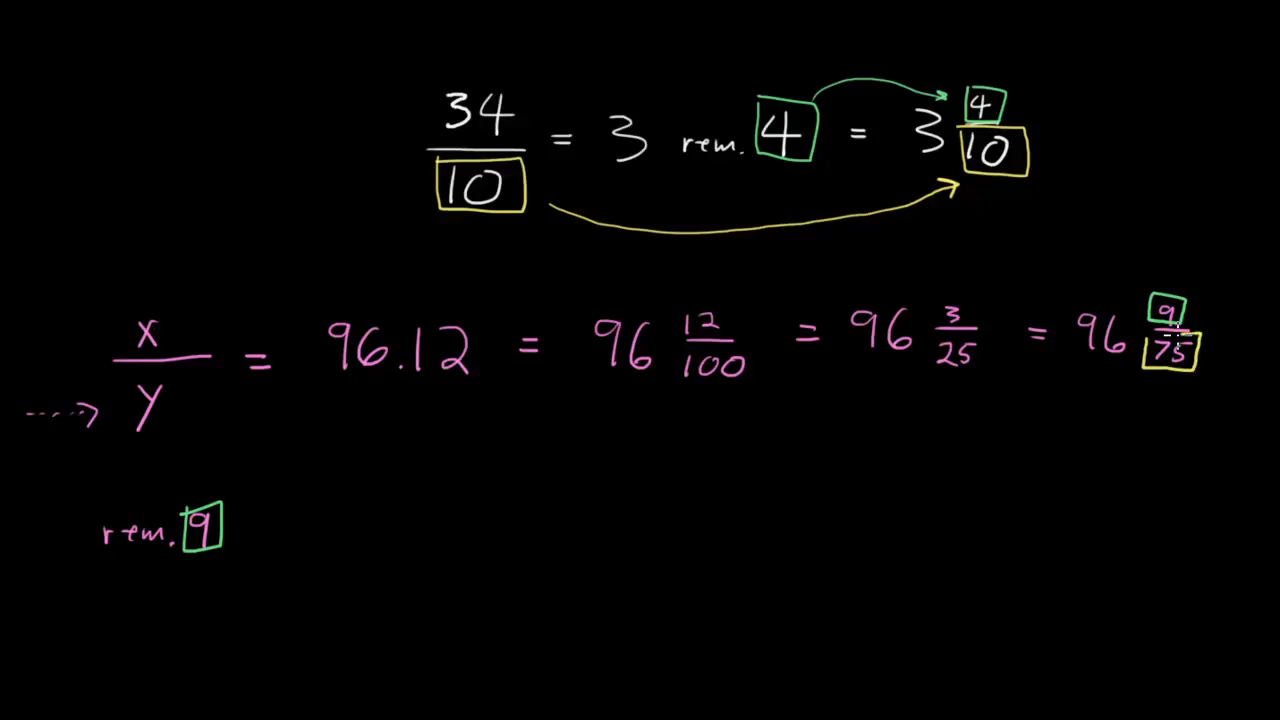 34/10 = 3 rem. 4 = 3 4/10
x/y = 96.12 = 96 12/100 = 96 3/25 = 96 9/75
rem. 9